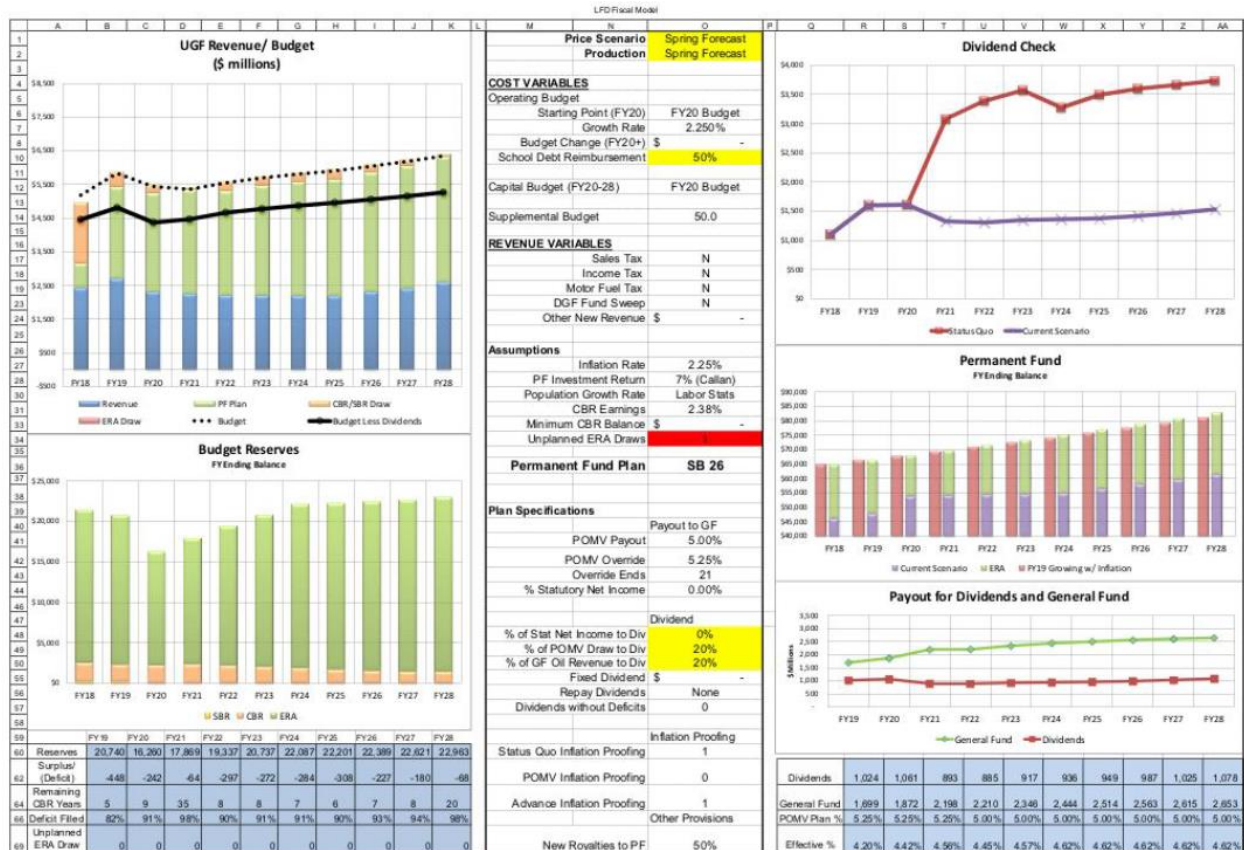 LFD Fiscal Model
A B C D E F G H I J K L M N O P Q R S T U V W X Y Z AA
UGF Revenue/ Budget
($ millions)
$8,500
$7,500
$6,500
$5,500
$4,500
$3,500
$2,500
$1,500
$500
-$500
FY18 FY19 FY20 FY21 FY22 FY23 FY24 FY25 FY26 FY27 FY28
Revenue PF Plan CBR/SBR Draw
ERA Draw Budget Budget Less Dividends
Budget Reserves
FY Ending Balance
$25,000
$20,000
$15,000
$10,000
$5,000
$0
FY18 FY19 FY20 FY21 FY22 FY23 FY24 FY25 FY26 FY27 FY28
SBR CBR ERA
FY19 FY20 FY21 FY22 FY23 FY24 FY25 FY26 FY27 FY28
Reserves 20,740 16,260 17,869 19,337 20,737 22,087 22,201 22,389 22,621 22,963
Surplus/
(Deficit) -448 -242 -64 -297 -272 -284 -308 -227 -180 -68
Remaining
CBR Years 5 9 35 8 8 7 6 7 8 20
Deficit Filled 82% 91% 98% 90% 91% 91% 90% 93% 94% 98%
Unplanned
ERA Draw 0 0 0 0 0 0 0 0 0 0
Price Scenario Spring Forecast
Production Spring Forecast
COST VARIABLES
Operating Budget
Starting Point (FY20) FY20 Budget
Growth Rate 2.250%
Budget Change (FY20+) $ -
School Debt Reimbursement 50%
Capital Budget (FY20-28) FY20 Budget
Supplemental Budget 50.0
REVENUE VARIABLES
Sales Tax N
Income Tax N
Motor Fuel Tax N
DGF Fund Sweep N
Other New Revenue $ -
Assumptions
Inflation Rate 2.25%
PF Investment Return 7% (Callan)
Population Growth Rate Labor Stats
CBR Earnings 2.38%
Minimum CBR Balance $ -
Unplanned ERA Draws 1
Permanent Fund Plan SB 26
Plan Specifications
Payout to GF
POMV Payout 5.00%
POMV Override 5.25%
Override Ends 21
% Statutory Net Income 0.00%
Dividend
% of Stat Net Income to Div 0%
% of POMV Draw to Div 20%
% of GF Oil Revenue to Div 20%
Fixed Dividend $ -
Repay Dividends None
Dividends without Deficits 0
Inflation Proofing
Status Quo Inflation Proofing 1
POMV Inflation Proofing 0
Advance Inflation Proofing 1
Other Provisions
New Royalties to PF 50%
Dividend Check
$4,000
$3,500
$3,000
$2,500
$2,000
$1,500
$1,000
$500
$0
FY18 FY19 FY20 FY21 FY22 FY23 FY24 FY25 FY26 FY27 FY28
Status Quo Current Scenario
Permanent Fund
FY Ending Balance
$90,000
$85,000
$80,000
$75,000
$70,000
$65,000
$60,000
$55,000
$50,000
$45,000
$40,000
FY18 FY19 FY20 FY21 FY22 FY23 FY24 FY25 FY26 FY27 FY28
Current Scenario ERA FY19 Growing w/ Inflation
Payout for Dividends and General Fund
$ Millions
3,500
3,000
2,500
2,000
1,500
1,000
500
-
FY19 FY20 FY21 FY22 FY23 FY24 FY25 FY26 FY27 FY28
General Fund Dividends
Dividends 1,024 1,061 893 885 917 936 949 987 1,025 1,078
General Fund 1,699 1,872 2,198 2,210 2,346 2,444 2,514 2,563 2,615 2,653
POMV Plan % 5.25% 5.25% 5.25% 5.00% 5.00% 5.00% 5.00% 5.00% 5.00% 5.00%
Effective % 4.20% 4.42% 4.56% 4.45% 4.57% 4.62% 4.62% 4.62% 4.62% 4.62%